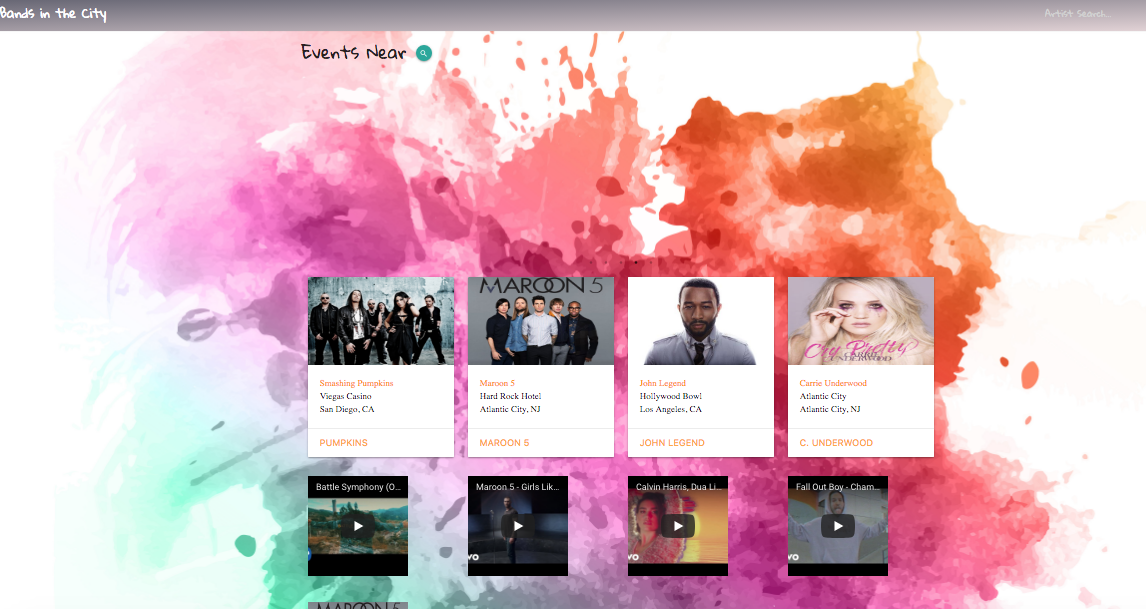 Bands in the City
Artist Search...
Events Near
MAROON 5
Cry Pretty
CARRIE UNDERWOOD
Smashing Pumpkins
Viegas Casino
San Diego, CA
PUMPKINS
Maroon 5
Hard Rock Hotel
Atlantic City, NJ
MAROON 5
John Legend
Hollywood Bowl
Los Angeles, CA
JOHN LEGEND
Carrie Underwood
Atlantic City
Atlantic City, NJ
C. UNDERWOOD
Battle Symphony (O...
Maroon 5 - Girls Lik...
vo
Calvin Harris, Dua Li...
vo
Fall Out Boy - Cham...
vo
MAROON 5